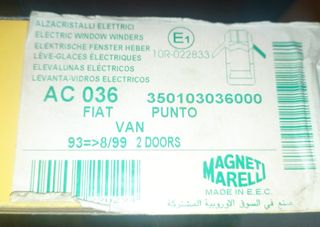 ALZACRISTALLI ELETTRICI
ELECTRIC WINDOW WINDERS
ELEKTRISCHE FENSTER HEBER
LÈVE-GLACES ÉLECTRIQUES
ELEVALUNAS ELÉCTRICOS
LEVANTA-VIDROS ELÉCTRICOS
E1
10R-022833
AC 036 350103036000
FIAT PUNTO
VAN
93=>8/99 2 DOORS
MAGNETI
MARELLI
MADE IN E.E.C.
صنع في السوق الاوروبية المشتركة